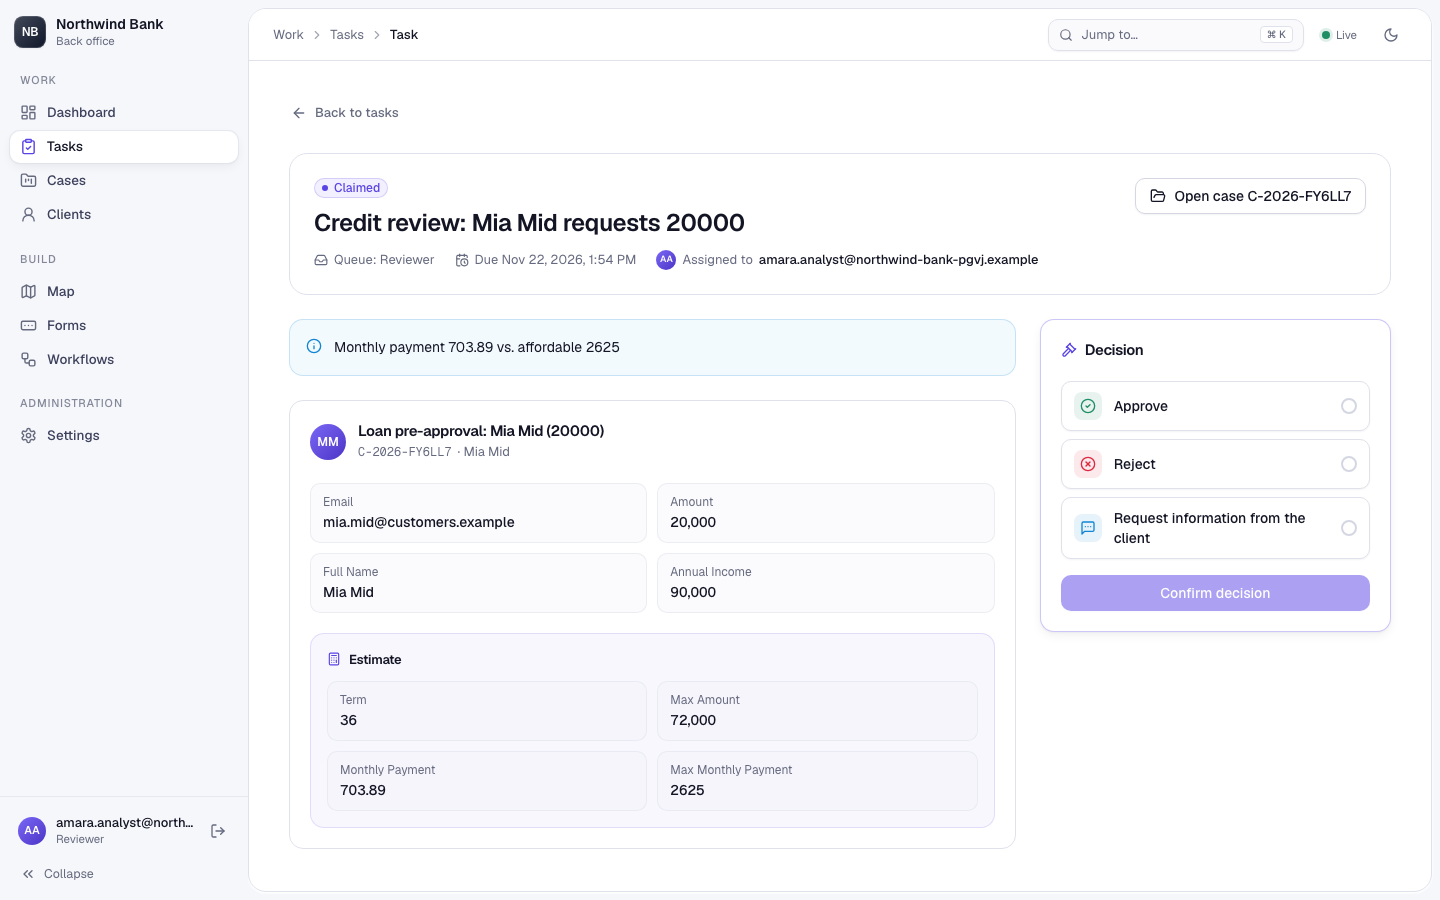 NB
Northwind Bank
Back office
WORK
Dashboard
Tasks
Cases
Clients
BUILD
Map
Forms
Workflows
ADMINISTRATION
Settings
AA
amara.analyst@north...
Reviewer
Collapse
Work > Tasks > Task
Jump to...
⌘ K
Live
Back to tasks
Claimed
Credit review: Mia Mid requests 20000
Queue: Reviewer
Due Nov 22, 2026, 1:54 PM
AA
Assigned to amara.analyst@northwind-bank-pgvj.example
Open case C-2026-FY6LL7
Monthly payment 703.89 vs. affordable 2625
MM
Loan pre-approval: Mia Mid (20000)
C-2026-FY6LL7 · Mia Mid
Email
mia.mid@customers.example
Amount
20,000
Full Name
Mia Mid
Annual Income
90,000
Estimate
Term
36
Max Amount
72,000
Monthly Payment
703.89
Max Monthly Payment
2625
Decision
Approve
Reject
Request information from the
client
Confirm decision